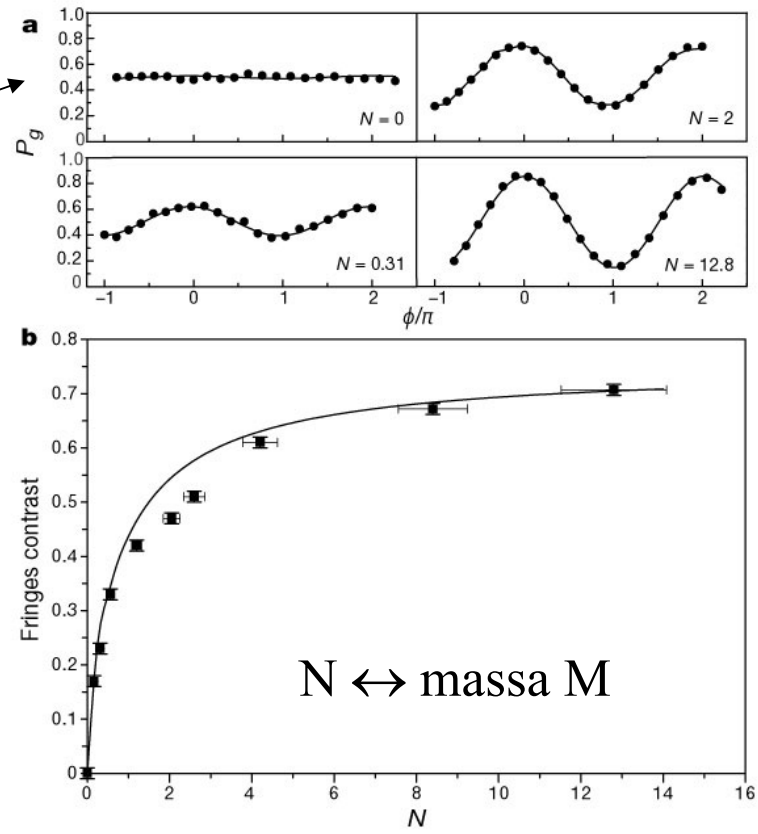 a
1.0
0.8
0.6
0.4
0.2
0
N = 0
N = 2
P_g
1.0
0.8
0.6
0.4
0.2
0
N = 0.31
N = 12.8
−1 0 1 2 −1 0 1 2
ϕ/π
b
0.8
0.7
0.6
0.5
0.4
0.3
0.2
0.1
0
Fringes contrast
N ↔ massa M
0 2 4 6 8 10 12 14 16
N